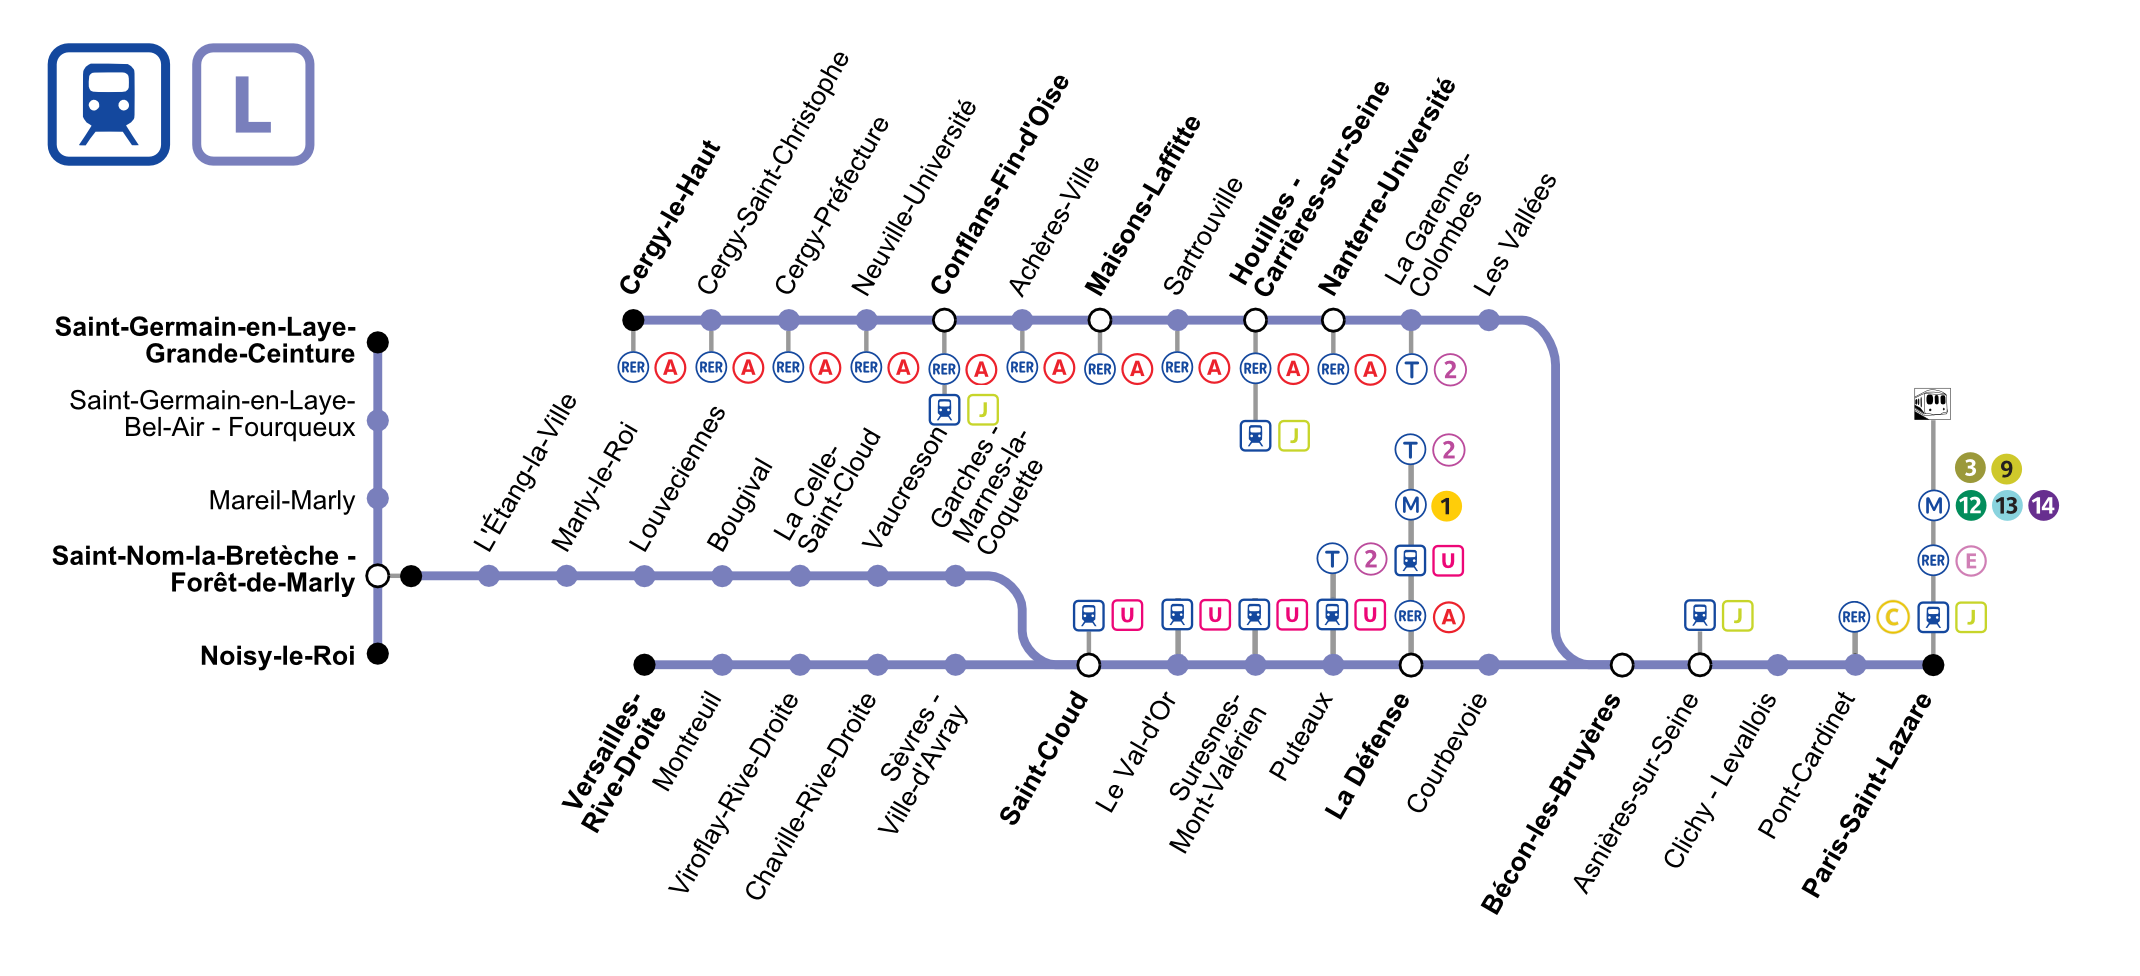 L
Cergy-le-Haut
Cergy-Saint-Christophe
Cergy-Préfecture
Neuville-Université
Conflans-Fin-d'Oise
Achères-Ville
Maisons-Laffitte
Sartrouville
Houilles -
Carrières-sur-Seine
Nanterre-Université
La Garenne-
Colombes
Les Vallées
RER A
RER A
RER A
RER A
RER A
J
RER A
RER A
RER A
RER A
J
RER A
T 2
Saint-Germain-en-Laye-
Grande-Ceinture
Saint-Germain-en-Laye-
Bel-Air - Fourqueux
Mareil-Marly
Saint-Nom-la-Bretèche -
Forêt-de-Marly
Noisy-le-Roi
L'Étang-la-Ville
Marly-le-Roi
Louveciennes
Bougival
La Celle-
Saint-Cloud
Vaucresson
Garches -
Marnes-la-
Coquette
U
U
U
T 2
U
T 2
M 1
U
RER A
J
RER C
3 9
M 12 13 14
RER E
J
Versailles-
Rive-Droite
Montreuil
Viroflay-Rive-Droite
Chaville-Rive-Droite
Sèvres -
Ville-d'Avray
Saint-Cloud
Le Val-d'Or
Suresnes-
Mont-Valérien
Puteaux
La Défense
Courbevoie
Bécon-les-Bruyères
Asnières-sur-Seine
Clichy - Levallois
Pont-Cardinet
Paris-Saint-Lazare